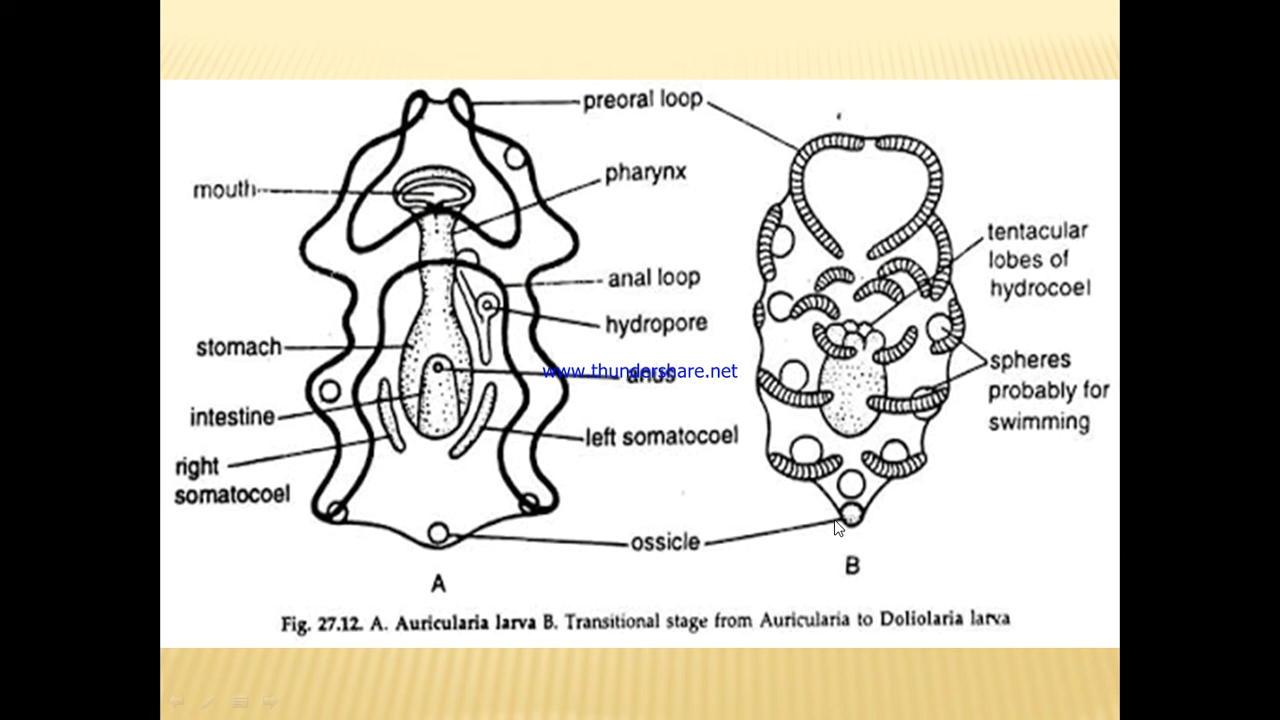 preoral loop
mouth
pharynx
anal loop
hydropore
stomach
www.thundershare.net
anus
intestine
left somatocoel
right
somatocoel
ossicle
tentacular
lobes of
hydrocoel
spheres
probably for
swimming
A
B
Fig. 27.12. A. Auricularia larva B. Transitional stage from Auricularia to Doliolaria larva